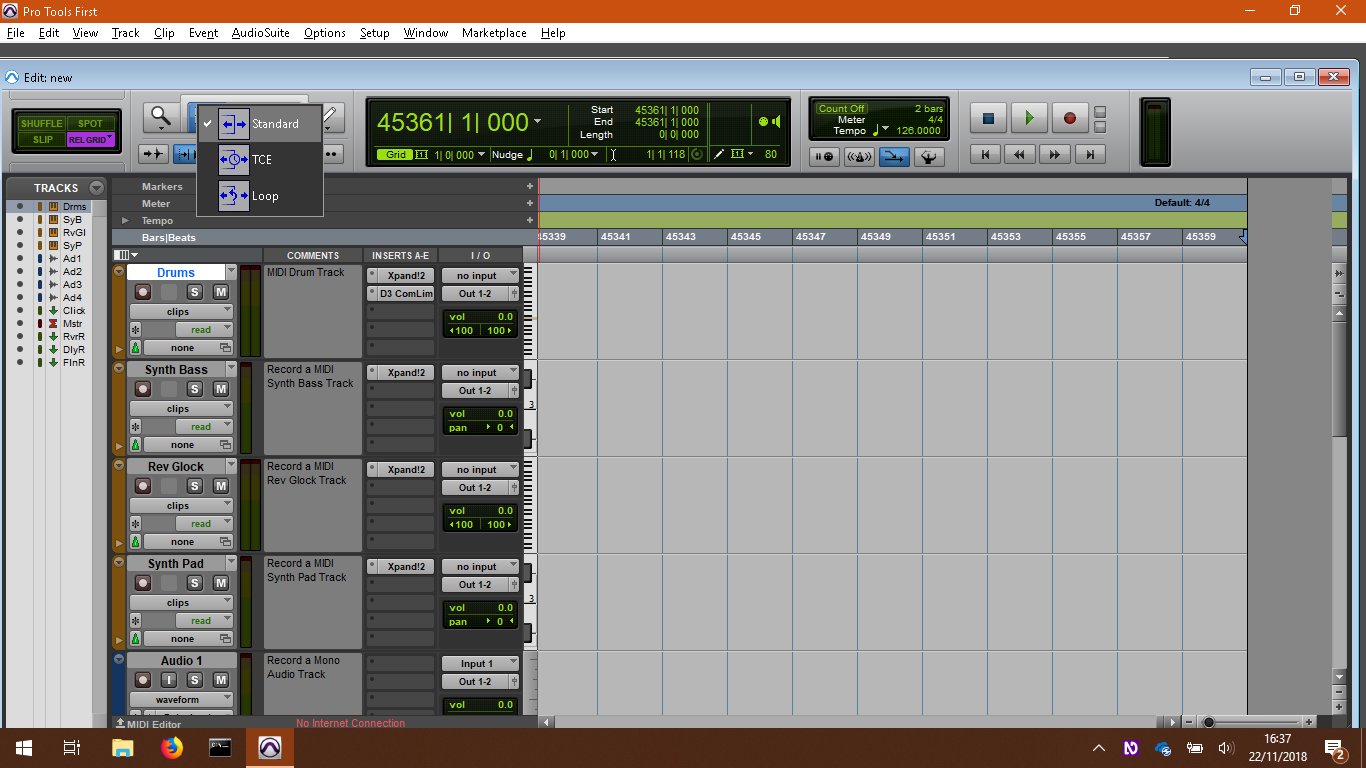 Pro Tools First
File Edit View Track Clip Event AudioSuite Options Setup Window Marketplace Help
Edit: new
SHUFFLE SPOT
SLIP REL GRID
Standard
TCE
Loop
45361| 1| 000
Start 45361| 1| 000
End 45361| 1| 000
Length 0| 0| 000
Grid 1| 0| 000 Nudge 0| 1| 000 1| 1| 118 80
Count Off 2 bars
Meter 4/4
Tempo 126.0000
TRACKS
Drms
SyB
RvGl
SyP
Ad1
Ad2
Ad3
Ad4
Click
Mstr
RvrR
DlyR
FlnR
Markers
Meter
Default: 4/4
Tempo
Bars|Beats
45339 45341 45343 45345 45347 45349 45351 45353 45355 45357 45359
COMMENTS INSERTS A-E I / O
Drums
S M
clips
read
none
MIDI Drum Track
Xpand!2
D3 ComLim
no input
Out 1-2
vol 0.0
100 100
Synth Bass
S M
clips
read
none
Record a MIDI
Synth Bass Track
Xpand!2
no input
Out 1-2
vol 0.0
pan 0
3
Rev Glock
S M
clips
read
none
Record a MIDI
Rev Glock Track
Xpand!2
no input
Out 1-2
vol 0.0
100 100
Synth Pad
S M
clips
read
none
Record a MIDI
Synth Pad Track
Xpand!2
no input
Out 1-2
vol 0.0
pan 0
3
Audio 1
I S M
waveform
Record a Mono
Audio Track
Input 1
Out 1-2
vol 0.0
MIDI Editor
No Internet Connection
16:37
22/11/2018
2